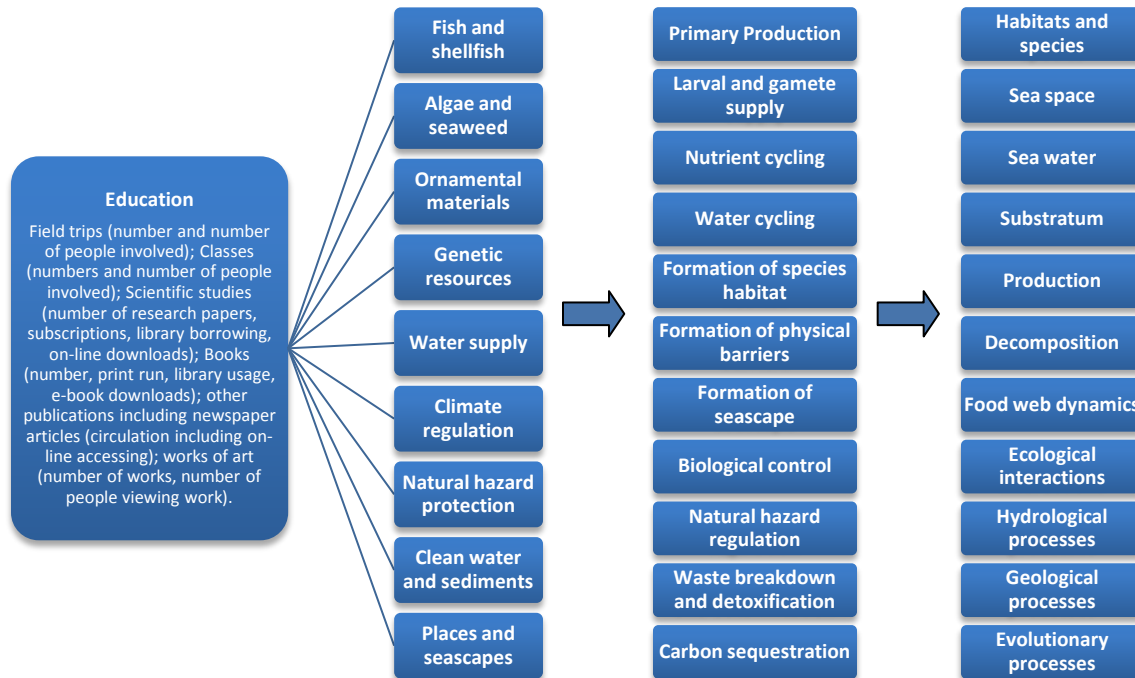 Education
Field trips (number and number
of people involved); Classes
(numbers and number of people
involved); Scientific studies
(number of research papers,
subscriptions, library borrowing,
on-line downloads); Books
(number, print run, library usage,
e-book downloads); other
publications including newspaper
articles (circulation including on-
line accessing); works of art
(number of works, number of
people viewing work).
Fish and
shellfish
Algae and
seaweed
Ornamental
materials
Genetic
resources
Water supply
Climate
regulation
Natural hazard
protection
Clean water
and sediments
Places and
seascapes
Primary Production
Larval and gamete
supply
Nutrient cycling
Water cycling
Formation of species
habitat
Formation of physical
barriers
Formation of
seascape
Biological control
Natural hazard
regulation
Waste breakdown
and detoxification
Carbon sequestration
Habitats and
species
Sea space
Sea water
Substratum
Production
Decomposition
Food web dynamics
Ecological
interactions
Hydrological
processes
Geological
processes
Evolutionary
processes